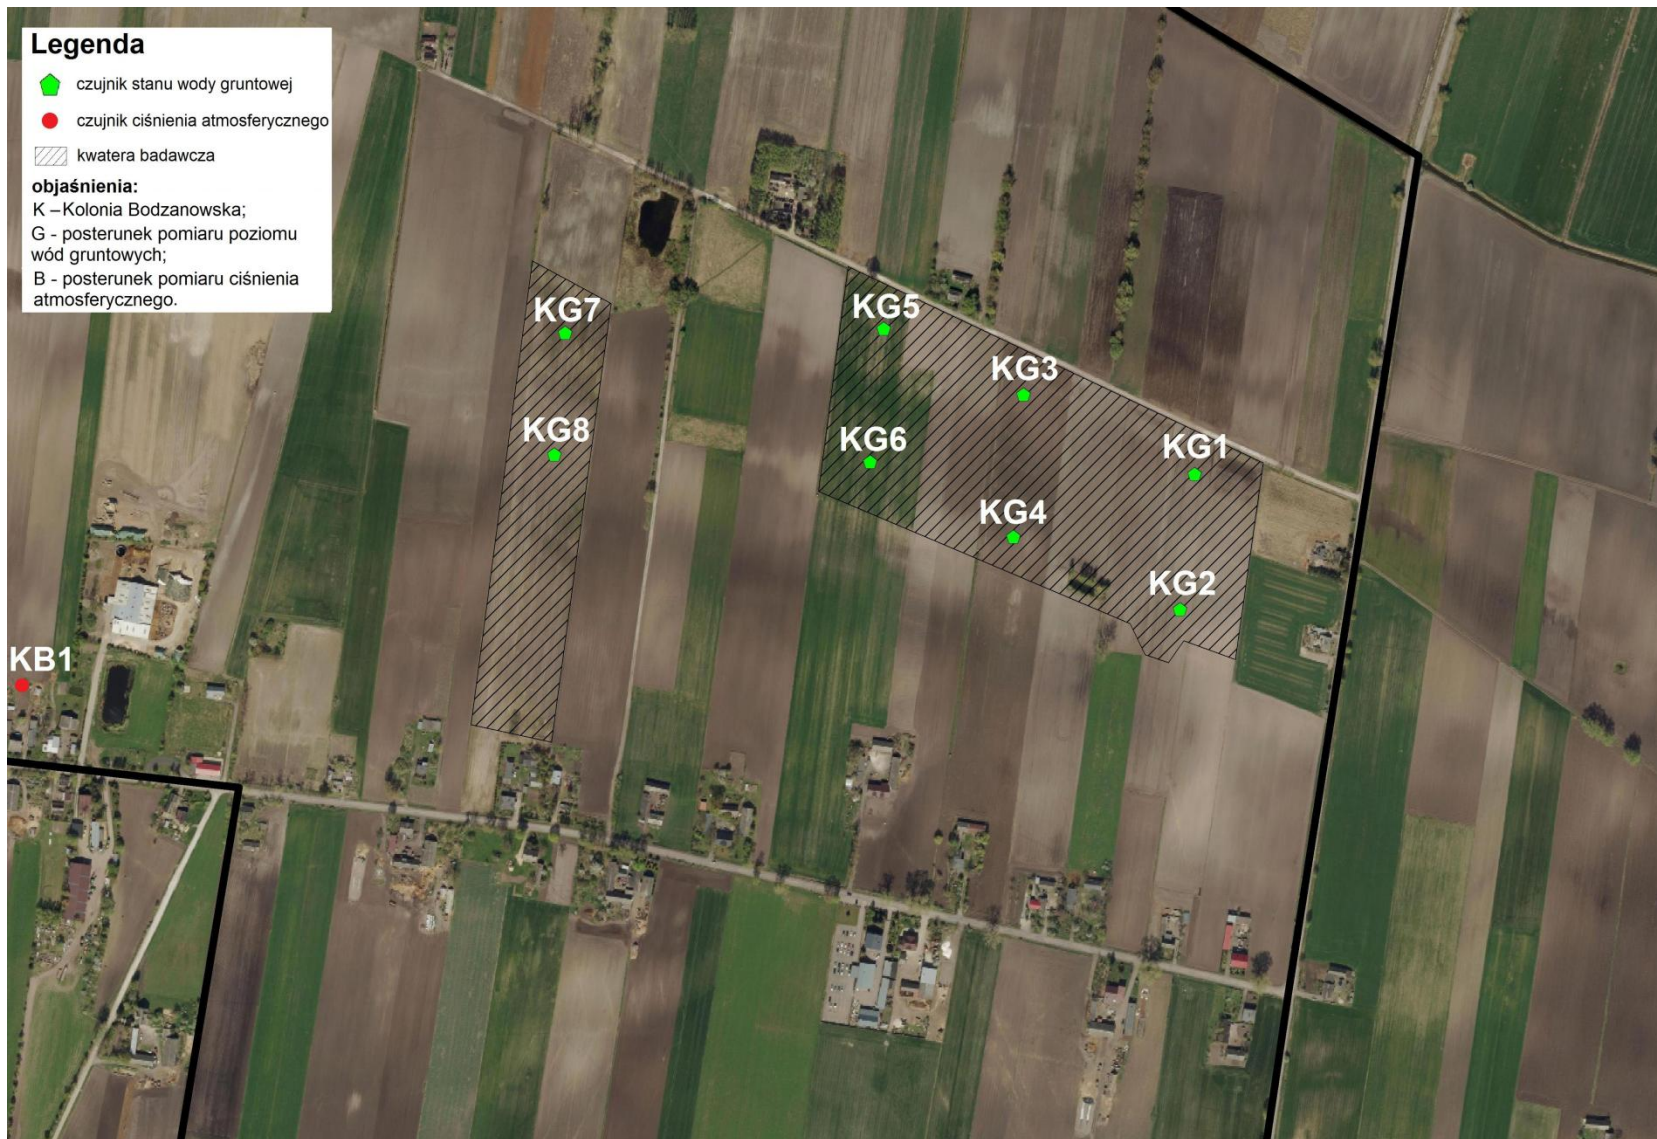 Legenda
czujnik stanu wody gruntowej
czujnik ciśnienia atmosferycznego
kwatera badawcza
objaśnienia:
K –Kolonia Bodzanowska;
G - posterunek pomiaru poziomu
wód gruntowych;
B - posterunek pomiaru ciśnienia
atmosferycznego.
KG7
KG5
KG3
KG8
KG6
KG1
KG4
KG2
KB1